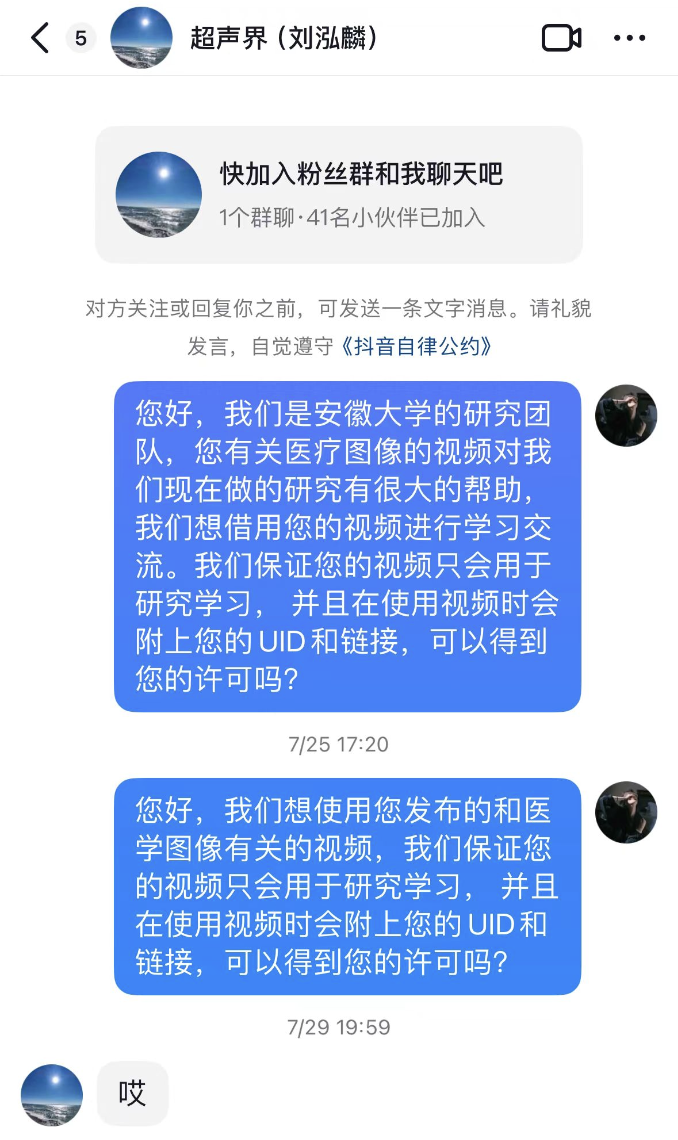 5
超声界（刘泓麟）
快加入粉丝群和我聊天吧
1个群聊·41名小伙伴已加入
对方关注或回复你之前，可发送一条文字消息。请礼貌
发言，自觉遵守《抖音自律公约》
您好，我们是安徽大学的研究团
队，您有关医疗图像的视频对我
们现在做的研究有很大的帮助，
我们想借用您的视频进行学习交
流。我们保证您的视频只会用于
研究学习， 并且在使用视频时会
附上您的UID和链接，可以得到
您的许可吗？
7/25 17:20
您好，我们想使用您发布的和医
学图像有关的视频，我们保证您
的视频只会用于研究学习， 并且
在使用视频时会附上您的UID和
链接，可以得到您的许可吗？
7/29 19:59
哎